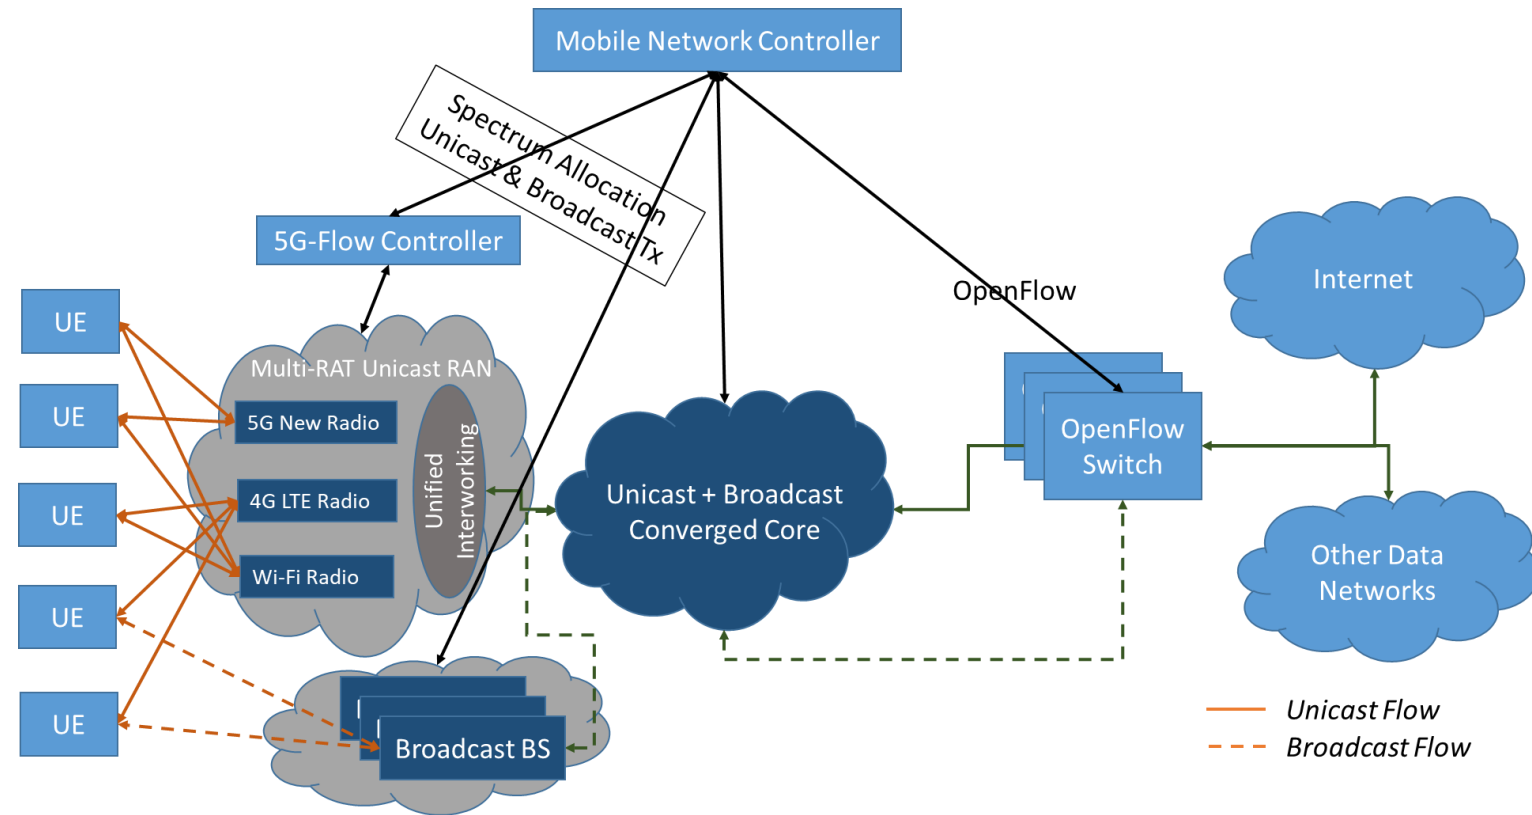 Mobile Network Controller
Spectrum Allocation
Unicast & Broadcast Tx
5G-Flow Controller
OpenFlow
Internet
UE
UE
UE
UE
UE
Multi-RAT Unicast RAN
5G New Radio
4G LTE Radio
Wi-Fi Radio
Unified
Interworking
Unicast + Broadcast
Converged Core
OpenFlow
Switch
Other Data
Networks
Broadcast BS
Unicast Flow
Broadcast Flow